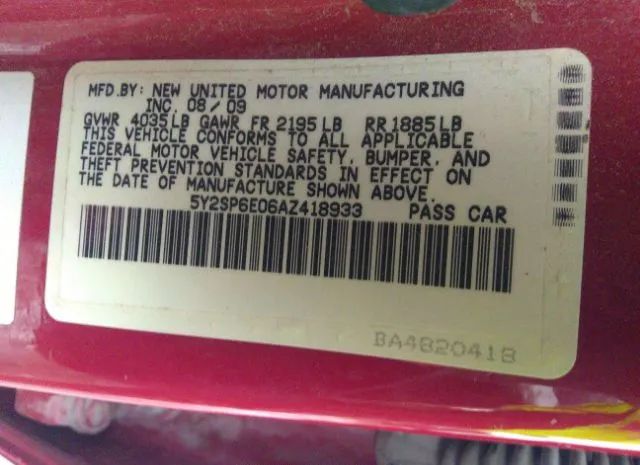 MFD.BY: NEW UNITED MOTOR MANUFACTURING
INC. 08/09
GVWR 4035LB GAWR FR 2195LB RR1885LB
THIS VEHICLE CONFORMS TO ALL APPLICABLE
FEDERAL MOTOR VEHICLE SAFETY, BUMPER, AND
THEFT PREVENTION STANDARDS IN EFFECT ON
THE DATE OF MANUFACTURE SHOWN ABOVE.
5Y2SP6E06AZ418933 PASS CAR
BA4820418